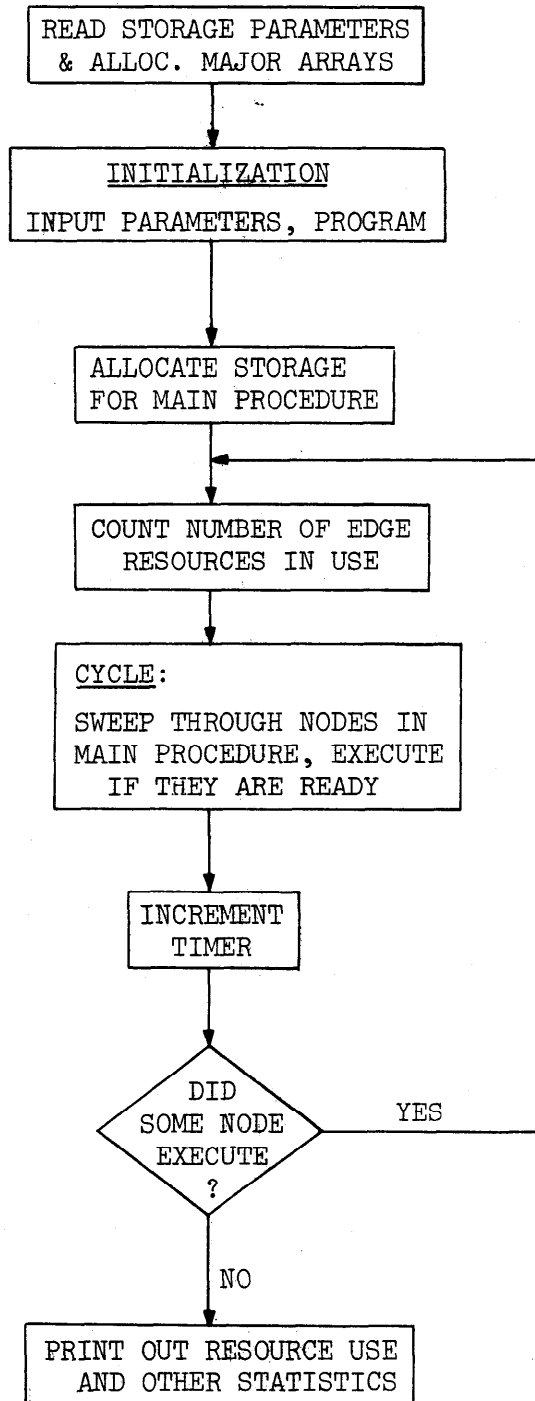 READ STORAGE PARAMETERS
& ALLOC. MAJOR ARRAYS
INITIALIZATION
INPUT PARAMETERS, PROGRAM
ALLOCATE STORAGE
FOR MAIN PROCEDURE
COUNT NUMBER OF EDGE
RESOURCES IN USE
CYCLE:
SWEEP THROUGH NODES IN
MAIN PROCEDURE, EXECUTE
IF THEY ARE READY
INCREMENT
TIMER
DID
SOME NODE
EXECUTE
?
YES
NO
PRINT OUT RESOURCE USE
AND OTHER STATISTICS